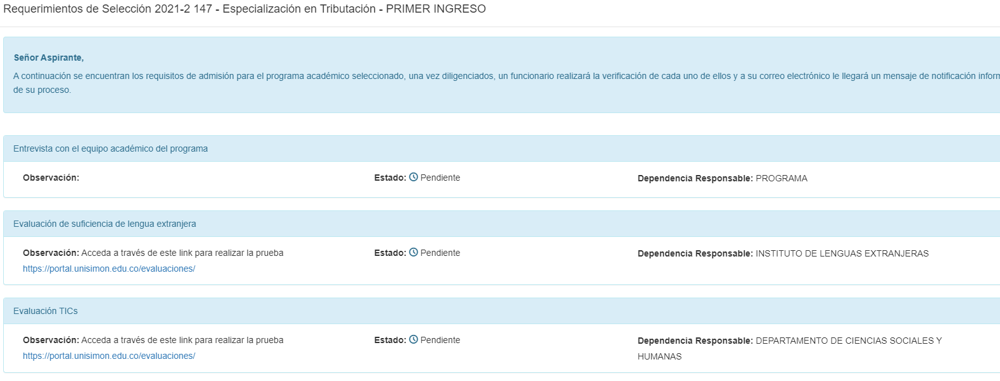 Requerimientos de Selección 2021-2 147 - Especialización en Tributación - PRIMER INGRESO
Señor Aspirante,
A continuación se encuentran los requisitos de admisión para el programa académico seleccionado, una vez diligenciados, un funcionario realizará la verificación de cada uno de ellos y a su correo electrónico le llegará un mensaje de notificación
de su proceso.
Entrevista con el equipo académico del programa
Observación: Estado: Pendiente Dependencia Responsable: PROGRAMA
Evaluación de suficiencia de lengua extranjera
Observación: Acceda a través de este link para realizar la prueba Estado: Pendiente Dependencia Responsable: INSTITUTO DE LENGUAS EXTRANJERAS
https://portal.unisimon.edu.co/evaluaciones/
Evaluación TICs
Observación: Acceda a través de este link para realizar la prueba Estado: Pendiente Dependencia Responsable: DEPARTAMENTO DE CIENCIAS SOCIALES Y
https://portal.unisimon.edu.co/evaluaciones/ HUMANAS